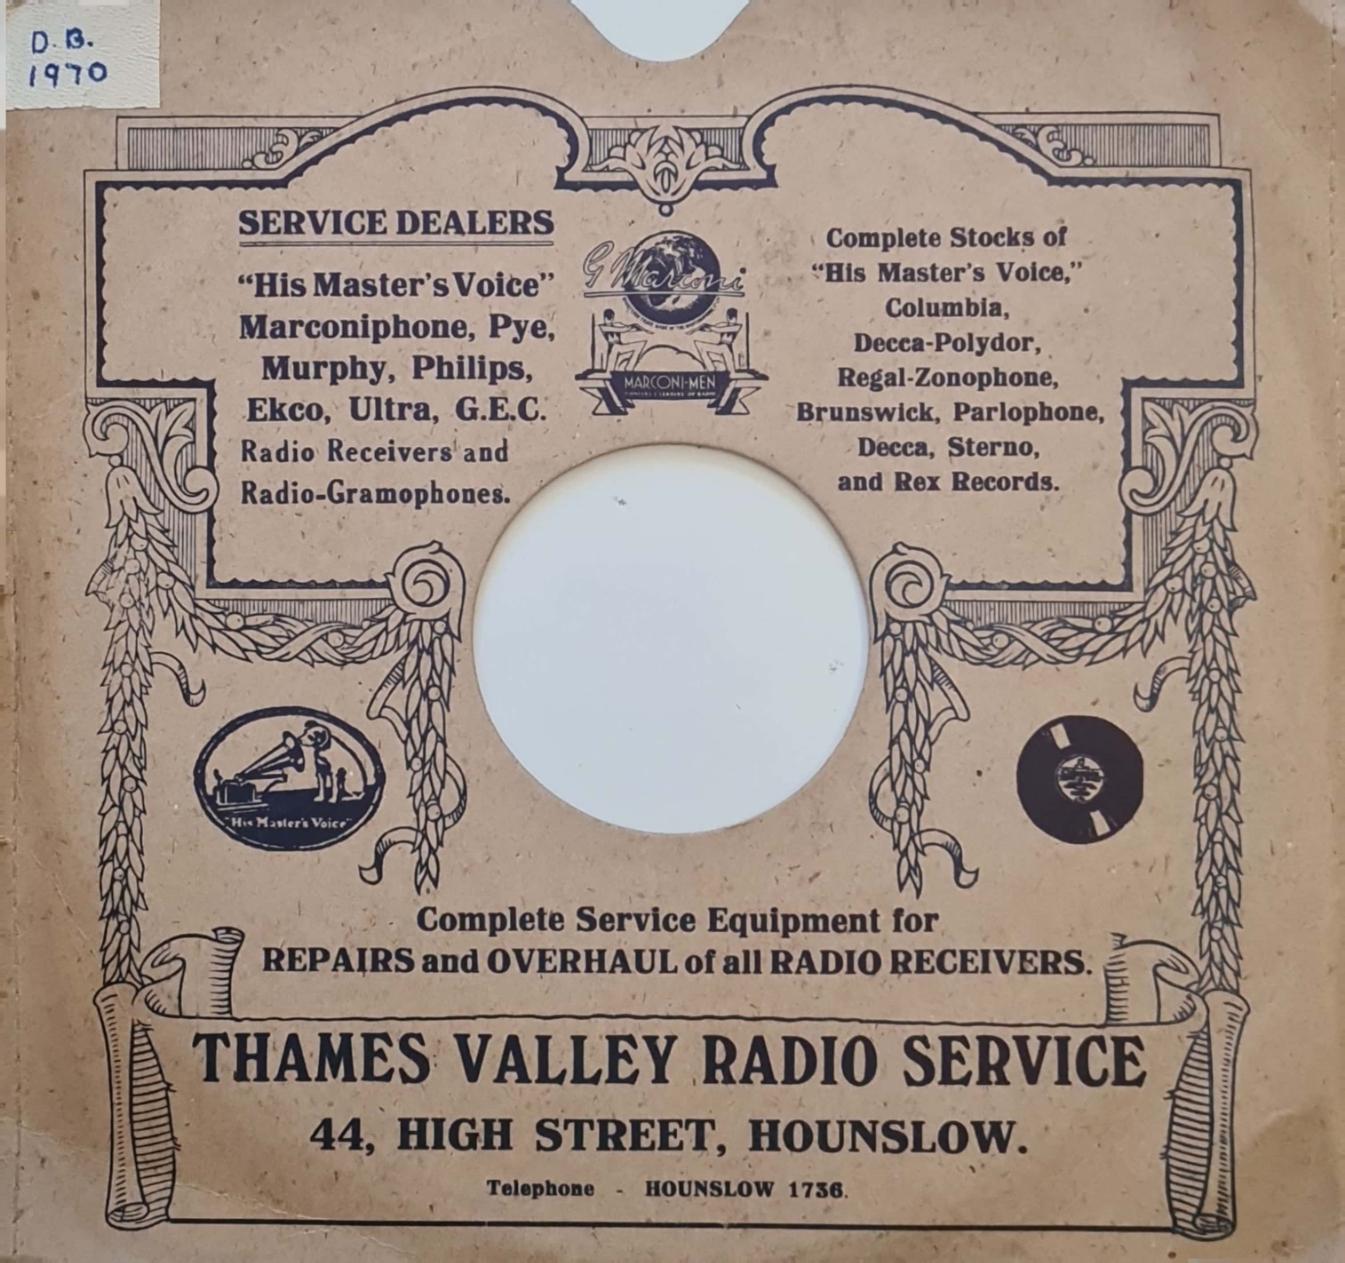 D.B.
1970
SERVICE DEALERS
“His Master's Voice”
Marconiphone, Pye,
Murphy, Philips,
Ekco, Ultra, G.E.C.
Radio Receivers and
Radio-Gramophones.
G Marconi
MARCONI-MEN
Complete Stocks of
“His Master's Voice,”
Columbia,
Decca-Polydor,
Regal-Zonophone,
Brunswick, Parlophone,
Decca, Sterno,
and Rex Records.
"His Master's Voice"
Complete Service Equipment for
REPAIRS and OVERHAUL of all RADIO RECEIVERS.
THAMES VALLEY RADIO SERVICE
44, HIGH STREET, HOUNSLOW.
Telephone - HOUNSLOW 1736.